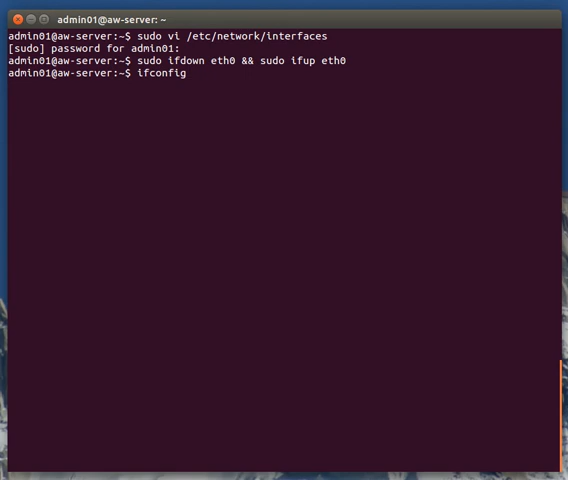 admin01@aw-server: ~
admin01@aw-server:~$ sudo vi /etc/network/interfaces
[sudo] password for admin01:
admin01@aw-server:~$ sudo ifdown eth0 && sudo ifup eth0
admin01@aw-server:~$ ifconfig